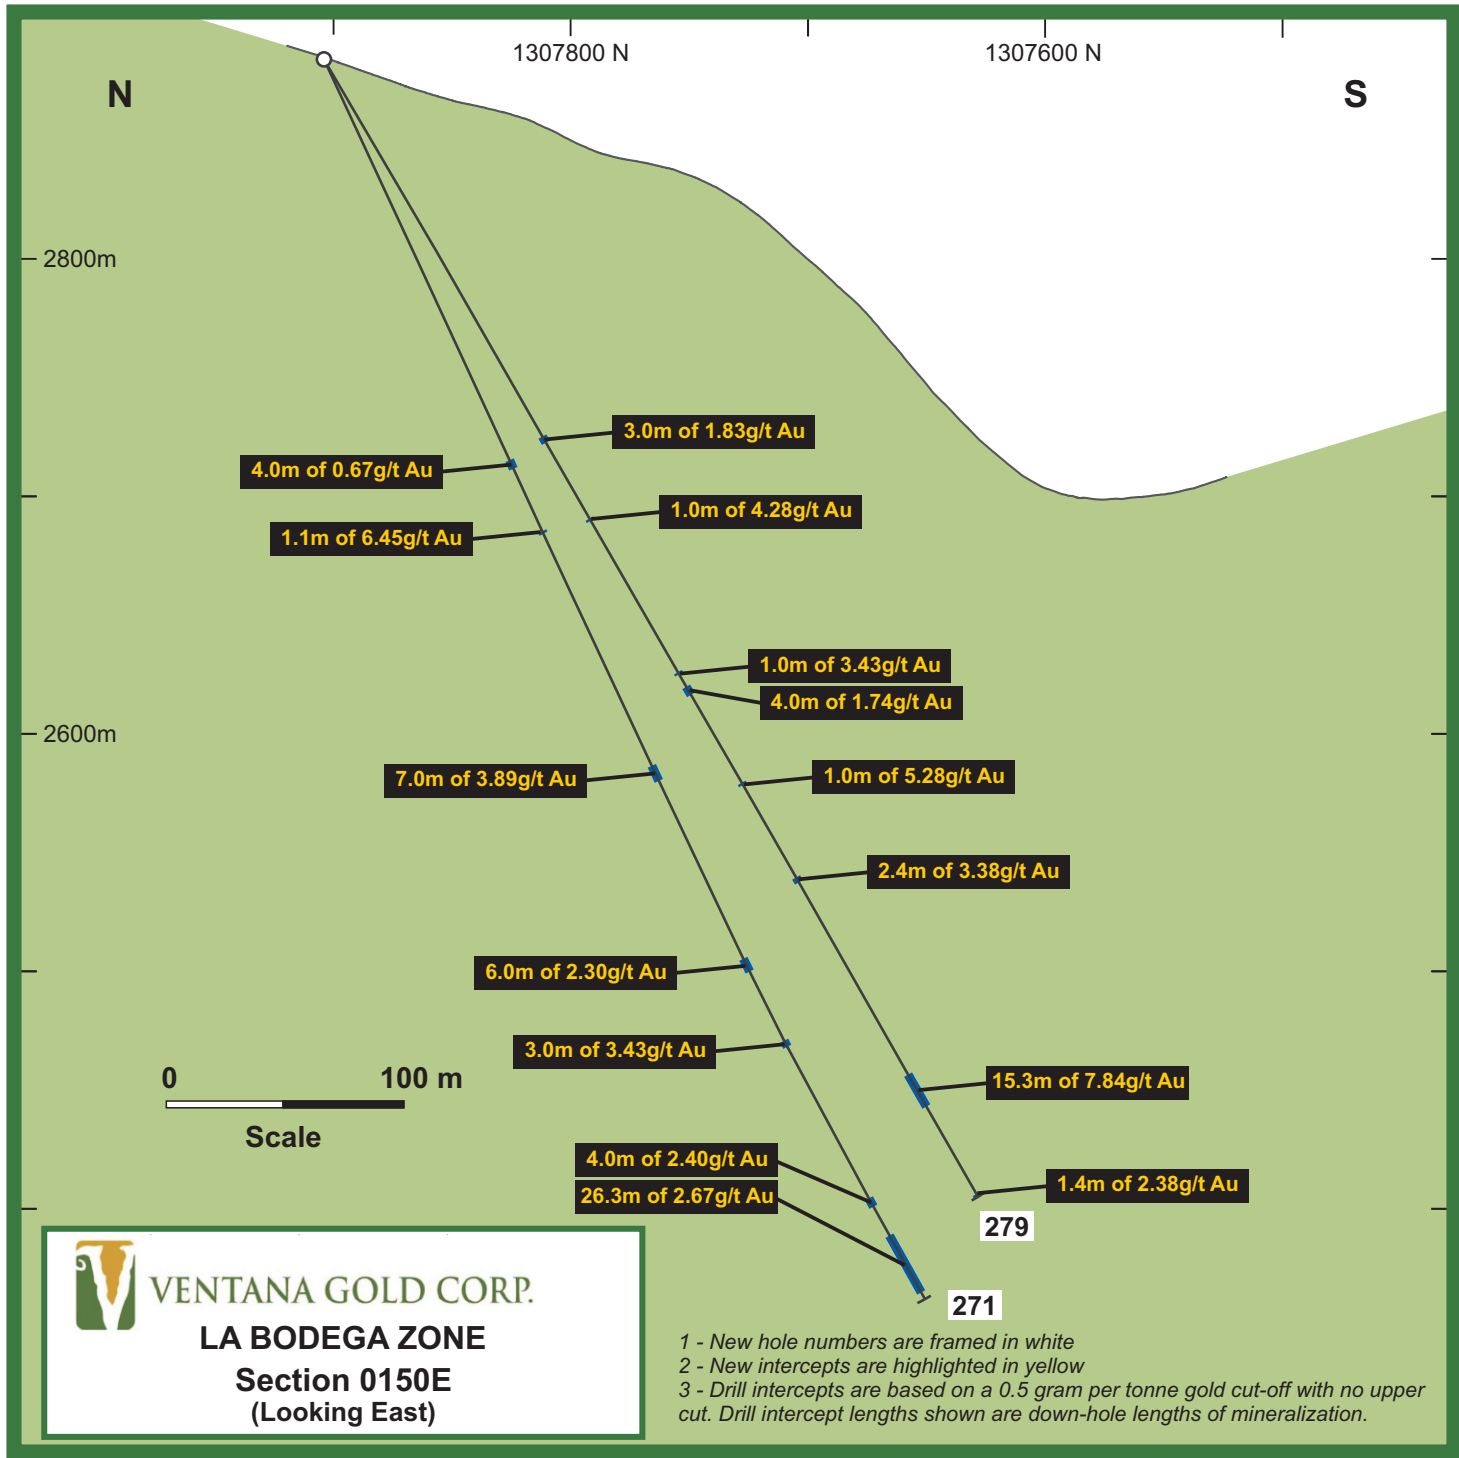 1307800 N
1307600 N
N
S
2800m
3.0m of 1.83g/t Au
4.0m of 0.67g/t Au
1.0m of 4.28g/t Au
1.1m of 6.45g/t Au
1.0m of 3.43g/t Au
4.0m of 1.74g/t Au
2600m
7.0m of 3.89g/t Au
1.0m of 5.28g/t Au
2.4m of 3.38g/t Au
6.0m of 2.30g/t Au
3.0m of 3.43g/t Au
0 100 m
Scale
15.3m of 7.84g/t Au
4.0m of 2.40g/t Au
26.3m of 2.67g/t Au
1.4m of 2.38g/t Au
279
271
VENTANA GOLD CORP.
LA BODEGA ZONE
Section 0150E
(Looking East)
1 - New hole numbers are framed in white
2 - New intercepts are highlighted in yellow
3 - Drill intercepts are based on a 0.5 gram per tonne gold cut-off with no upper
cut. Drill intercept lengths shown are down-hole lengths of mineralization.